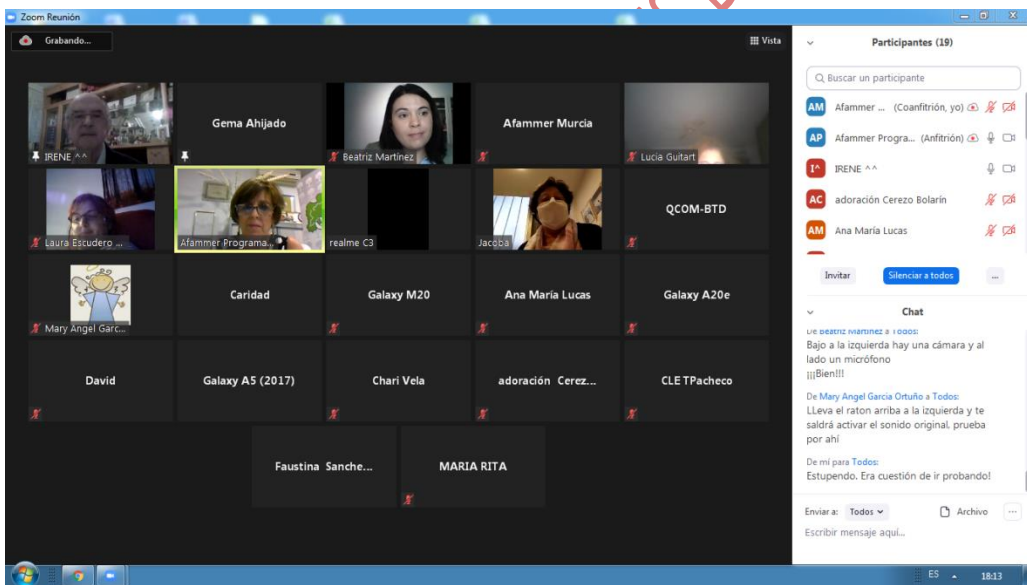 Zoom Reunión
Grabando...
Vista
IRENE ^^
Gema Ahijado
Beatriz Martínez
Afammer Murcia
Lucía Guitart
Laura Escudero ...
Afammer Programa...
realme C3
Jacoba
QCOM-BTD
Mary Angel Garc...
Caridad
Galaxy M20
Ana María Lucas
Galaxy A20e
David
Galaxy A5 (2017)
Chari Vela
adoración Cerez...
CLE TPacheco
Faustina Sanche...
MARIA RITA
Participantes (19)
Buscar un participante
AM Afammer ... (Coanfitrión, yo)
AP Afammer Progra... (Anfitrión)
I^ IRENE ^^
AC adoración Cerezo Bolarín
AM Ana María Lucas
Invitar Silenciar a todos ...
Chat
De Beatriz Martínez a Todos:
Bajo a la izquierda hay una cámara y al
lado un micrófono
¡¡¡Bien!!!
De Mary Angel Garcia Ortuño a Todos:
LLeva el raton arriba a la izquierda y te
saldrá activar el sonido original, prueba
por ahí
De mí para Todos:
Estupendo. Era cuestión de ir probando!
Enviar a: Todos Archivo ...
Escribir mensaje aquí...
ES 18:13